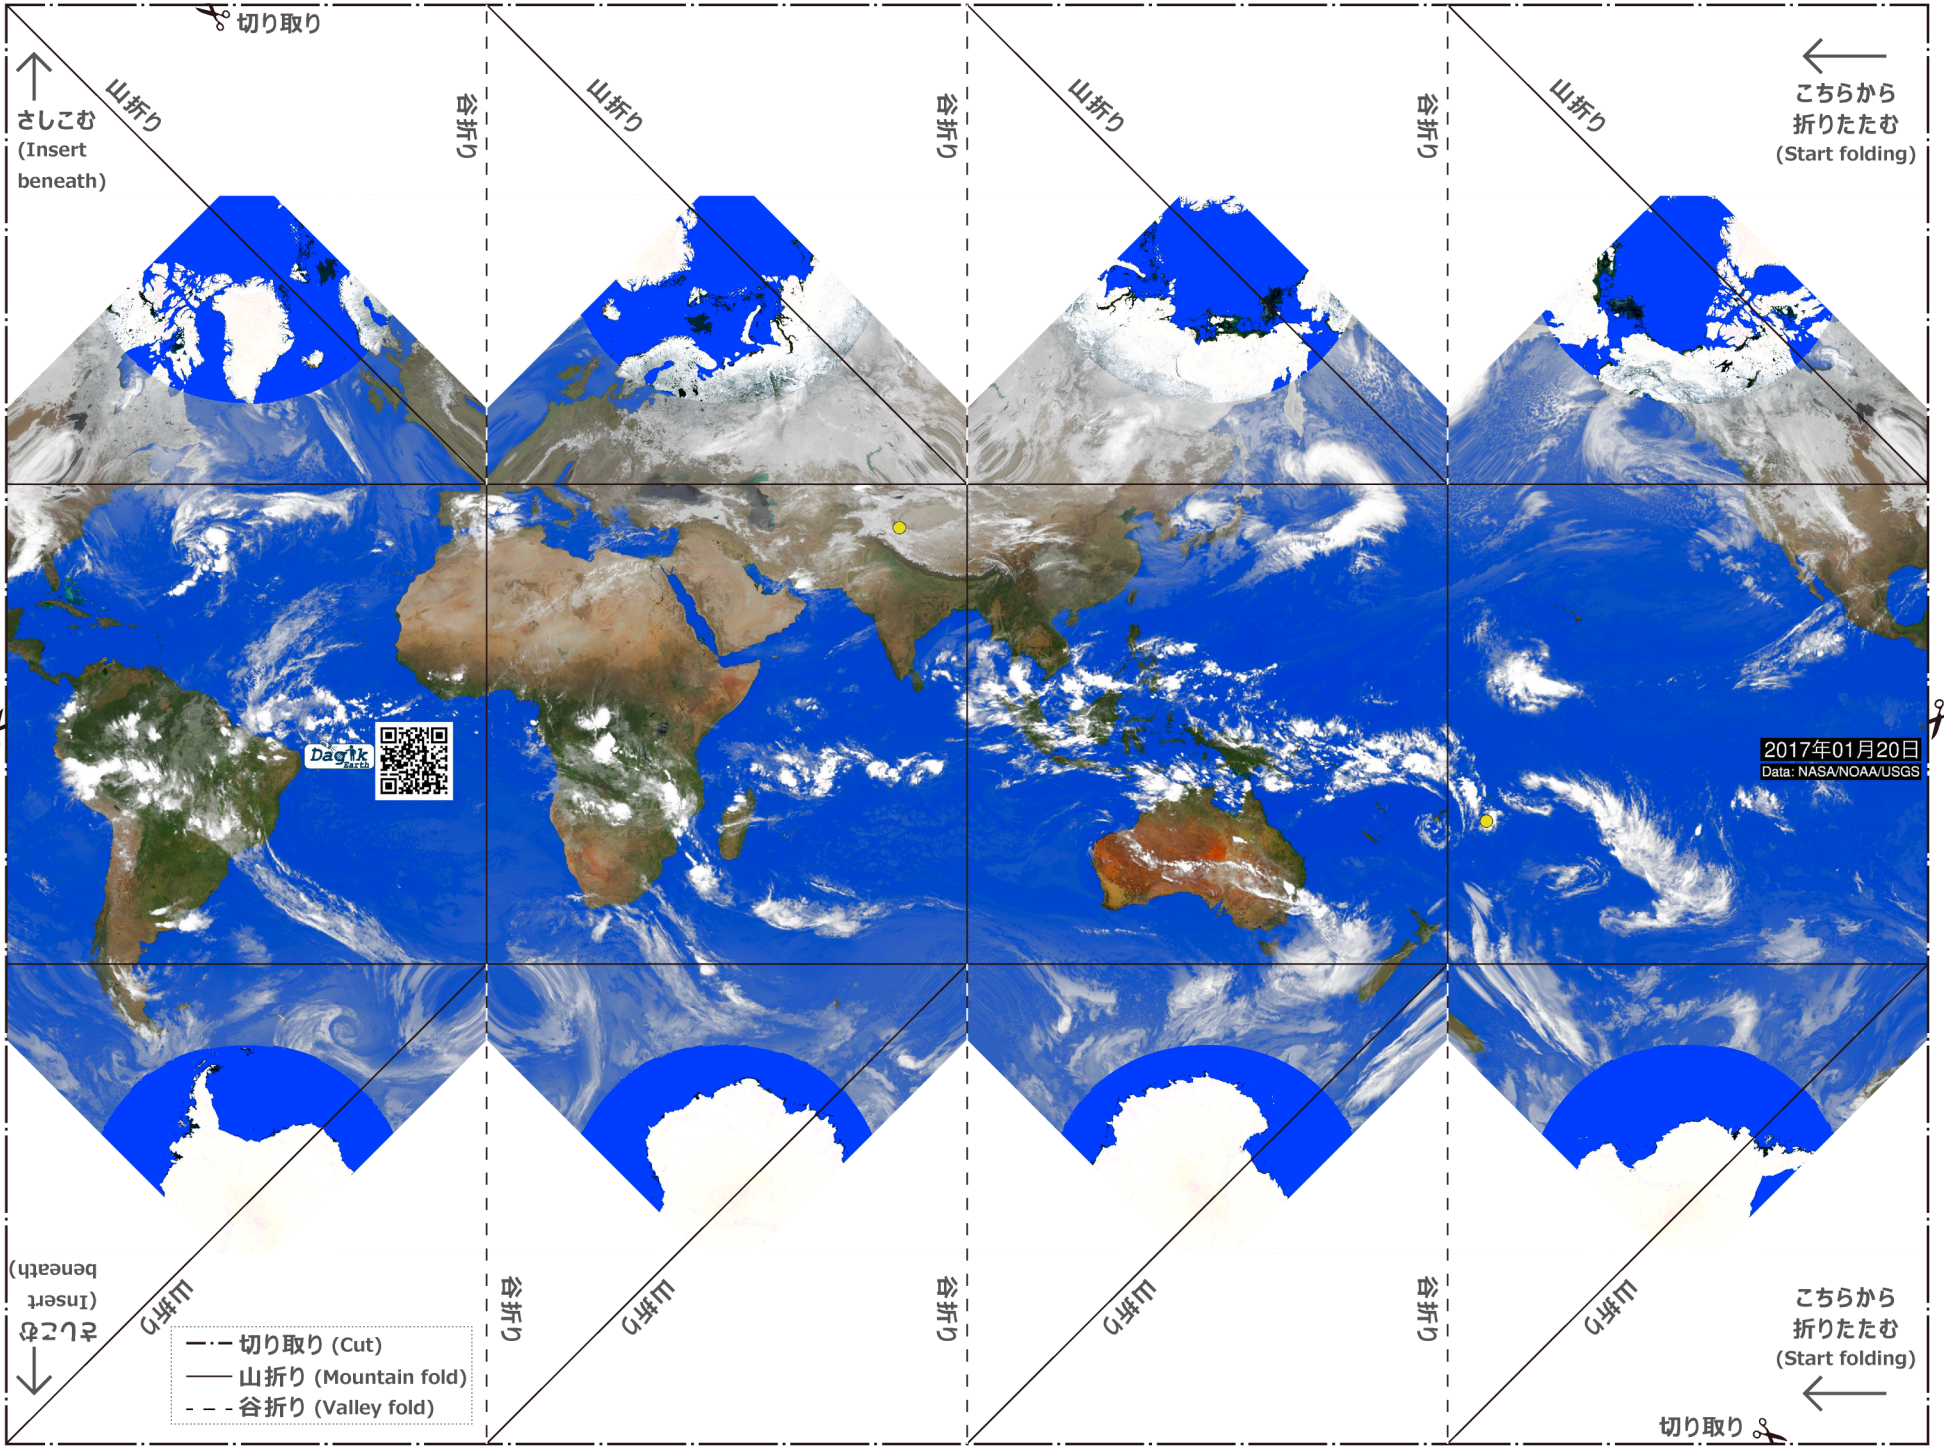 切り取り
山折り
谷折り
山折り
谷折り
山折り
谷折り
山折り
さしこむ
(Insert
beneath)
こちらから
折りたたむ
(Start folding)
Dagik
Earth
2017年01月20日
Data: NASA/NOAA/USGS
さしこむ
(Insert
beneath)
山折り
谷折り
山折り
谷折り
山折り
谷折り
山折り
こちらから
折りたたむ
(Start folding)
切り取り (Cut)
山折り (Mountain fold)
谷折り (Valley fold)
切り取り